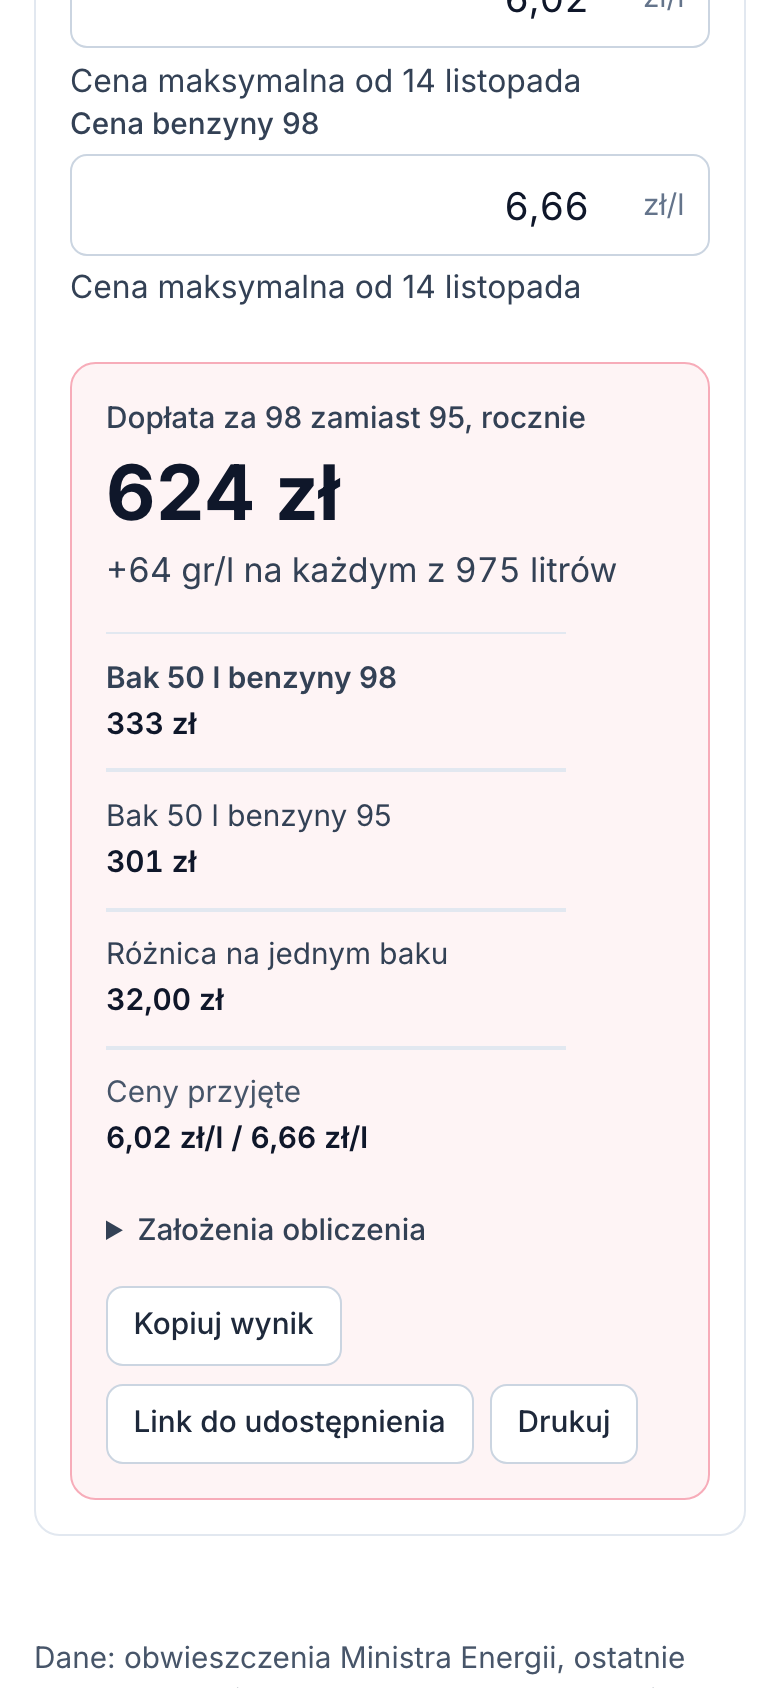 6,02 zł/l
Cena maksymalna od 14 listopada
Cena benzyny 98
6,66 zł/l
Cena maksymalna od 14 listopada
Dopłata za 98 zamiast 95, rocznie
624 zł
+64 gr/l na każdym z 975 litrów
Bak 50 l benzyny 98
333 zł
Bak 50 l benzyny 95
301 zł
Różnica na jednym baku
32,00 zł
Ceny przyjęte
6,02 zł/l / 6,66 zł/l
Założenia obliczenia
Kopiuj wynik
Link do udostępnienia Drukuj
Dane: obwieszczenia Ministra Energii, ostatnie